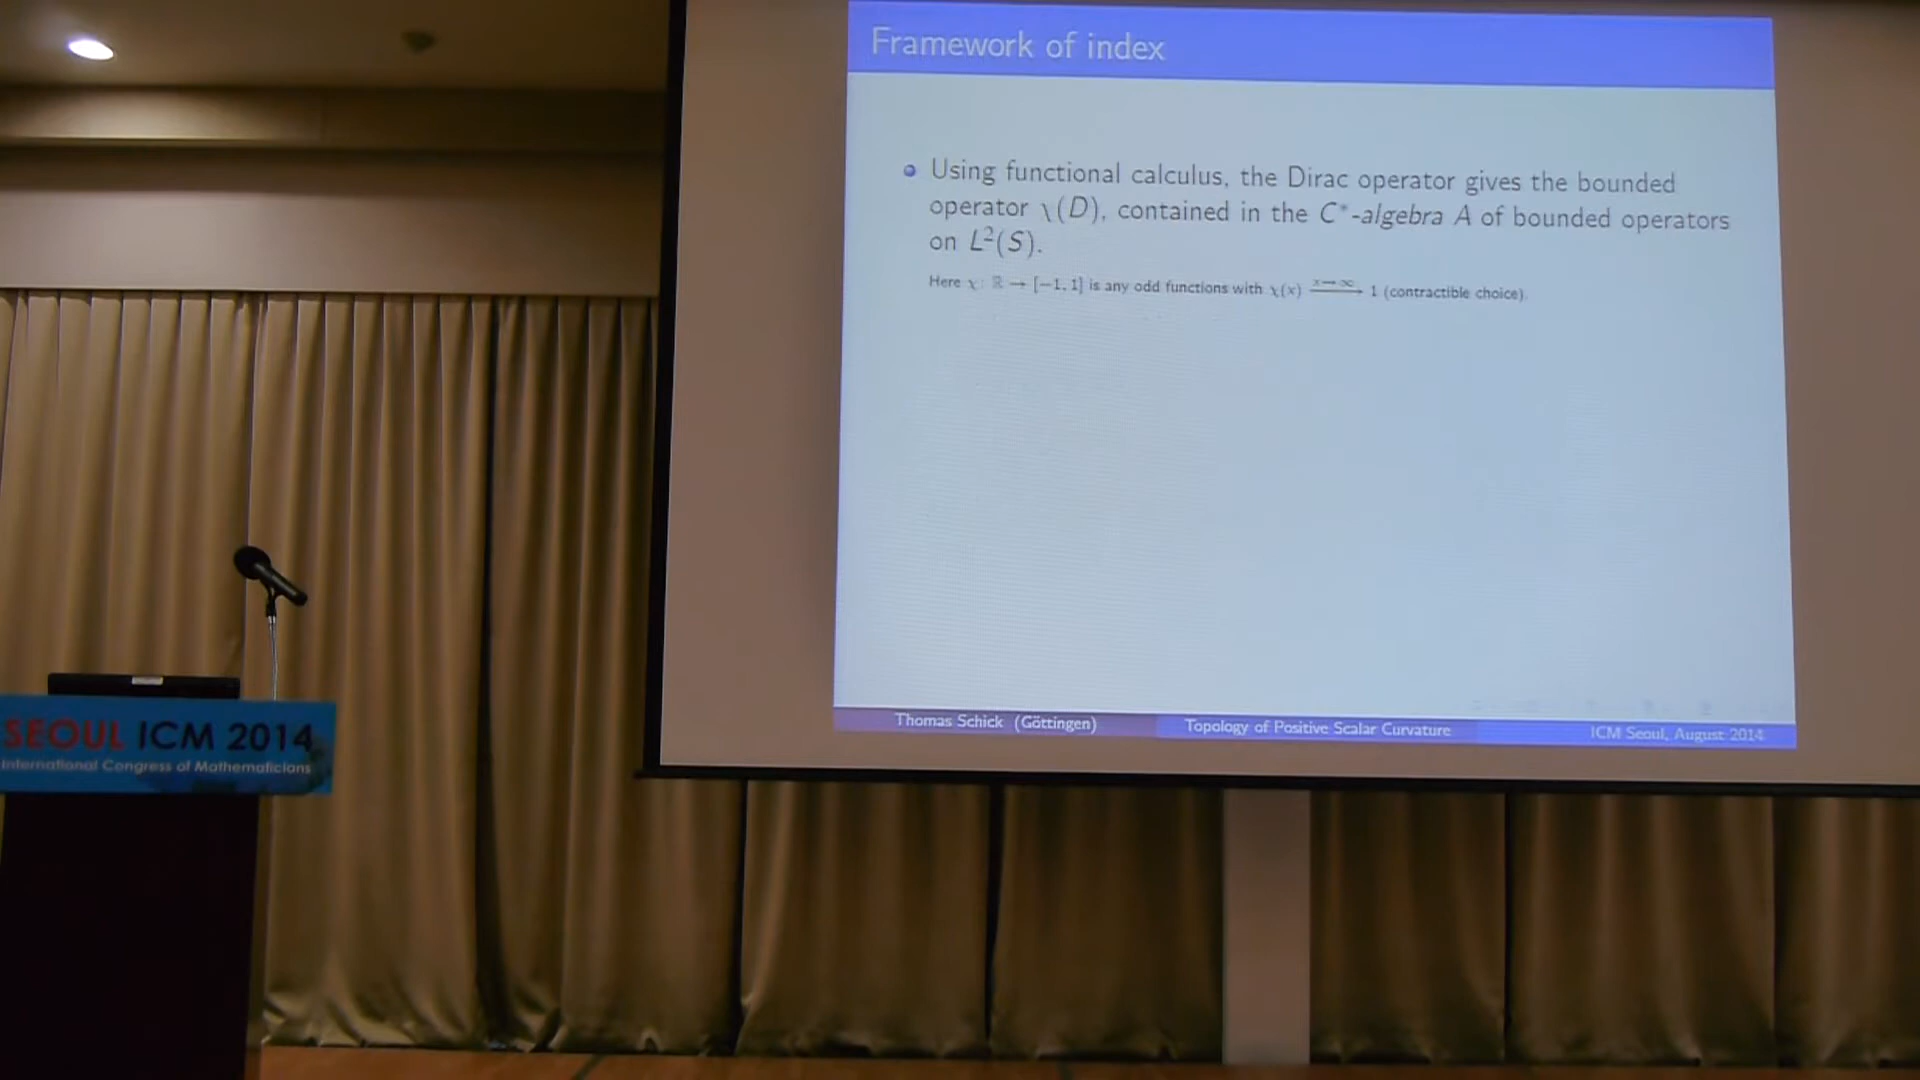 Framework of index
Using functional calculus, the Dirac operator gives the bounded
operator χ(D), contained in the C*-algebra A of bounded operators
on L²(S).
Here χ: ℝ → [−1, 1] is any odd functions with χ(x) x→∞ 1 (contractible choice).
Thomas Schick (Göttingen) Topology of Positive Scalar Curvature ICM Seoul, August 2014
SEOUL ICM 2014
International Congress of Mathematicians